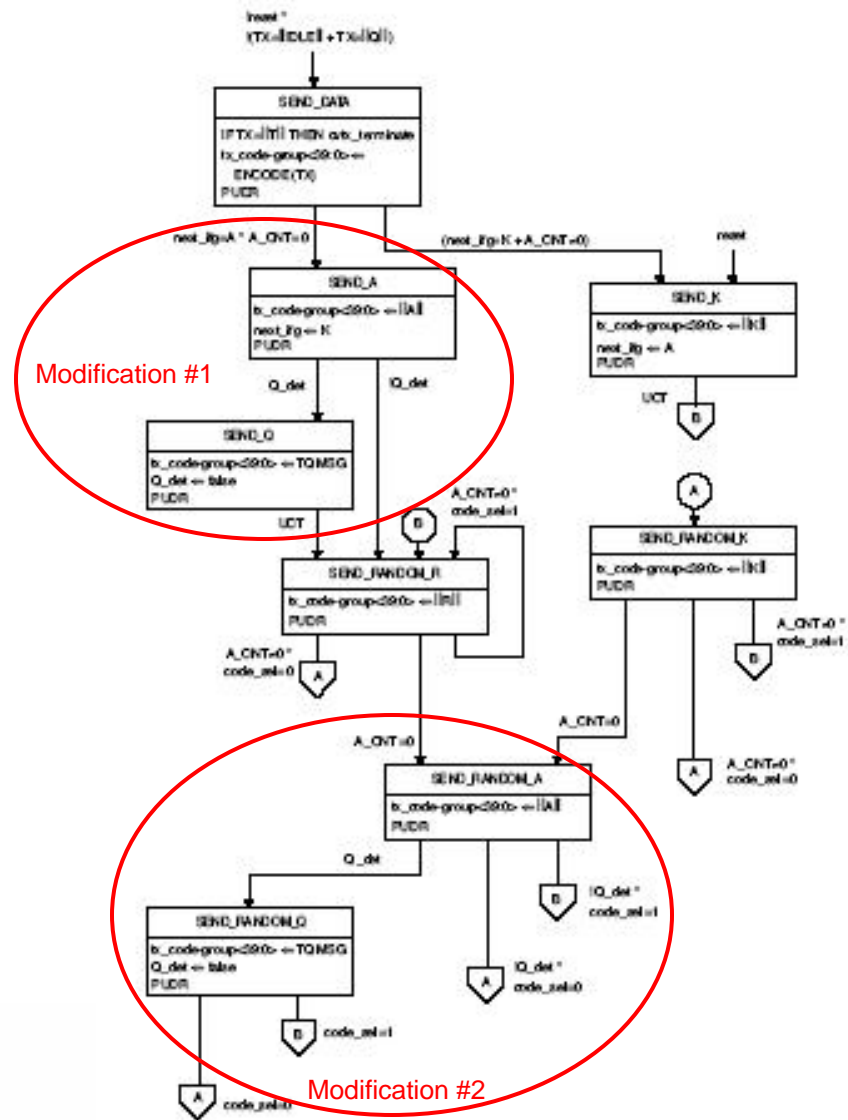 !reset *
!(TX=||IDLE|| + TX=||Q||)
SEND_DATA
IF TX=||T|| THEN cvtx_terminate
tx_code-group<39:0> ⇐
ENCODE(TX)
PUDR
next_ifg=A * A_CNT=0
(next_ifg=K + A_CNT≠0)
reset
SEND_A
tx_code-group<39:0> ⇐ ||A||
next_ifg ⇐ K
PUDR
SEND_K
tx_code-group<39:0> ⇐ ||K||
next_ifg ⇐ A
PUDR
Modification #1
Q_det
!Q_det
UCT
B
SEND_Q
tx_code-group<39:0> ⇐ TQMSG
Q_det ⇐ false
PUDR
UCT
B
A_CNT≠0 *
code_sel=1
A
SEND_RANDOM_R
tx_code-group<39:0> ⇐ ||R||
PUDR
SEND_RANDOM_K
tx_code-group<39:0> ⇐ ||K||
PUDR
A_CNT≠0 *
code_sel=0
A
B
A_CNT≠0 *
code_sel=1
A_CNT=0
A_CNT=0
A
A_CNT≠0 *
code_sel=0
SEND_RANDOM_A
tx_code-group<39:0> ⇐ ||A||
PUDR
Q_det
B
!Q_det *
code_sel=1
SEND_RANDOM_Q
tx_code-group<39:0> ⇐ TQMSG
Q_det ⇐ false
PUDR
A
!Q_det *
code_sel=0
B
code_sel=1
Modification #2
A
code_sel=0